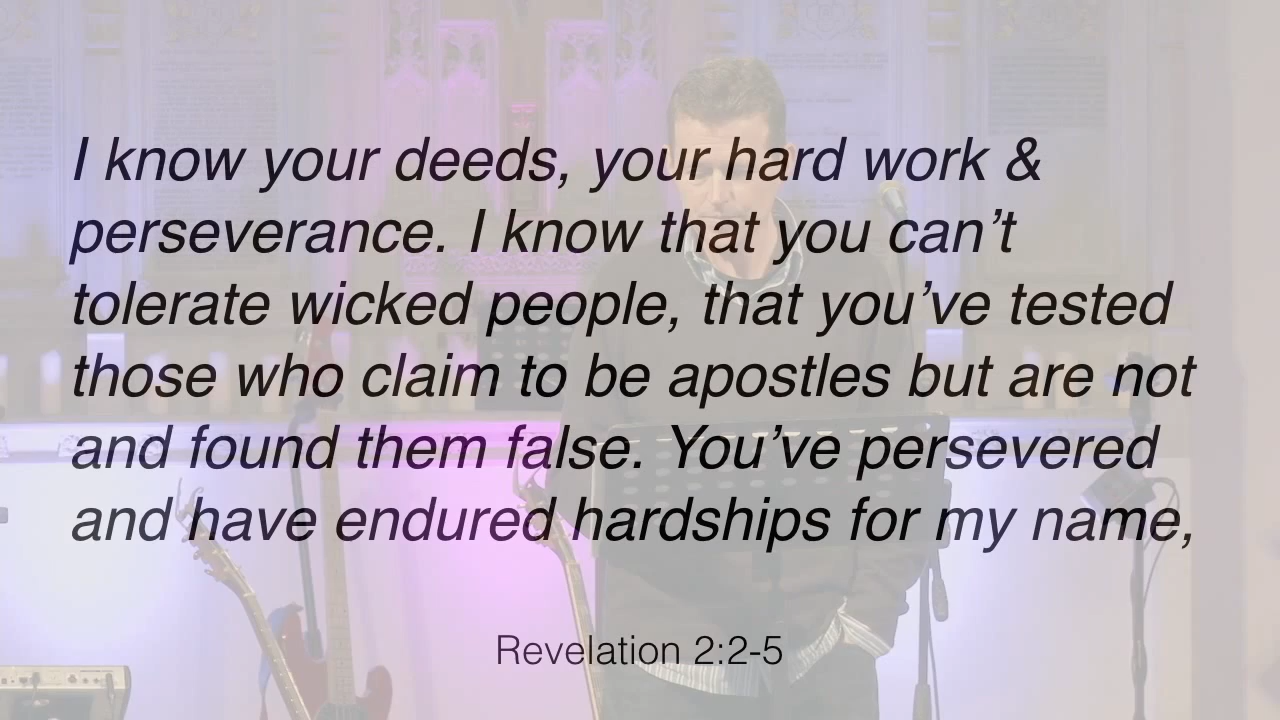 I know your deeds, your hard work &
perseverance. I know that you can’t
tolerate wicked people, that you’ve tested
those who claim to be apostles but are not
and found them false. You’ve persevered
and have endured hardships for my name,
Revelation 2:2-5